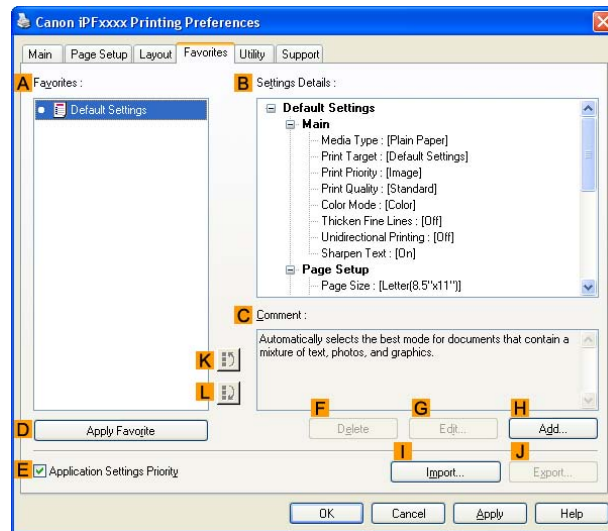 Canon iPFxxxx Printing Preferences
Main Page Setup Layout Favorites Utility Support
A Favorites :
Default Settings
B Settings Details :
Default Settings
Main
Media Type : [Plain Paper]
Print Target : [Default Settings]
Print Priority : [Image]
Print Quality : [Standard]
Color Mode : [Color]
Thicken Fine Lines : [Off]
Unidirectional Printing : [Off]
Sharpen Text : [On]
Page Setup
Page Size : [Letter(8.5"x11")]
C Comment :
Automatically selects the best mode for documents that contain a
mixture of text, photos, and graphics.
K
L
D Apply Favorite
F Delete
G Edit...
H Add...
E Application Settings Priority
I Import...
J Export...
OK Cancel Apply Help